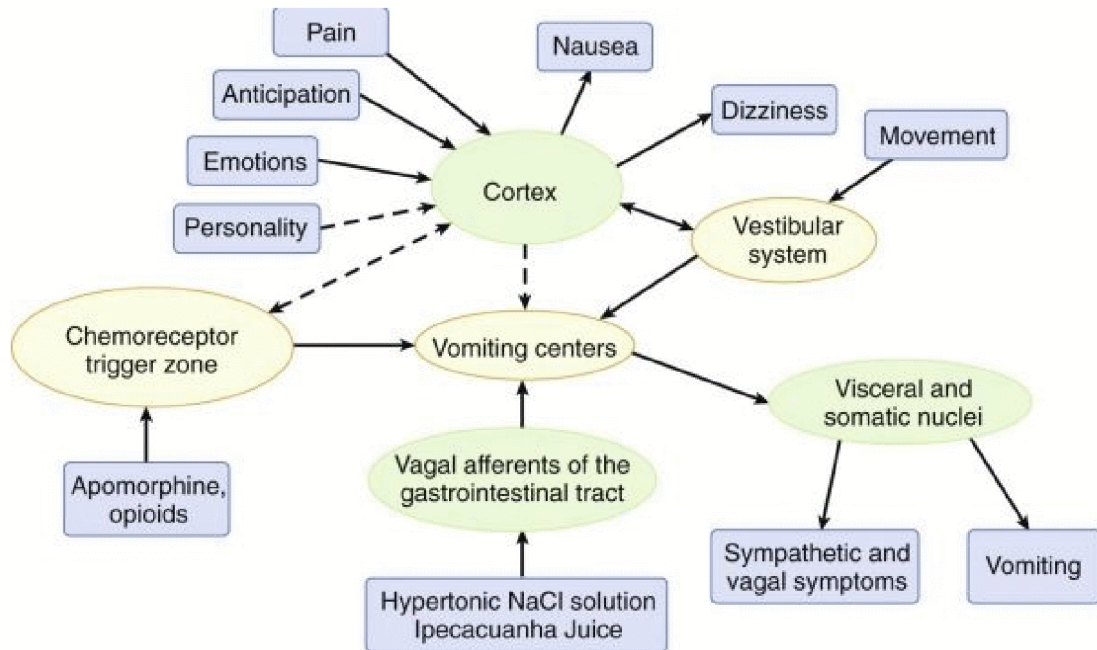 Pain
Nausea
Anticipation
Dizziness
Movement
Emotions
Cortex
Personality
Vestibular
system
Chemoreceptor
trigger zone
Vomiting centers
Visceral and
somatic nuclei
Vagal afferents of the
gastrointestinal tract
Apomorphine,
opioids
Sympathetic and
vagal symptoms
Vomiting
Hypertonic NaCl solution
Ipecacuanha Juice